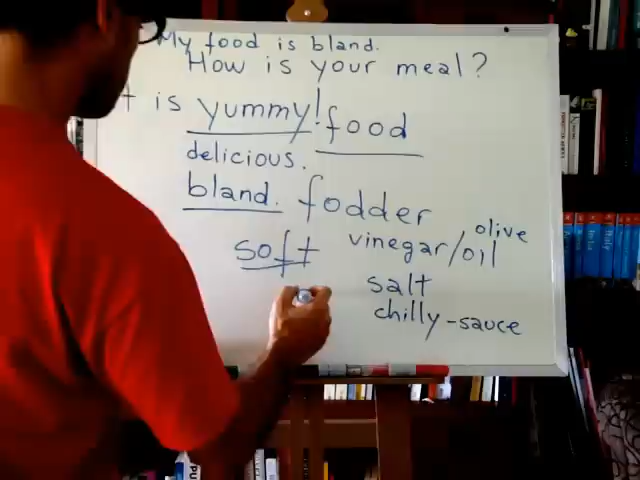 My food is bland.
How is your meal?
t is yummy! food
delicious.
bland. fodder
soft vinegar/oil olive
salt
chilly-sauce